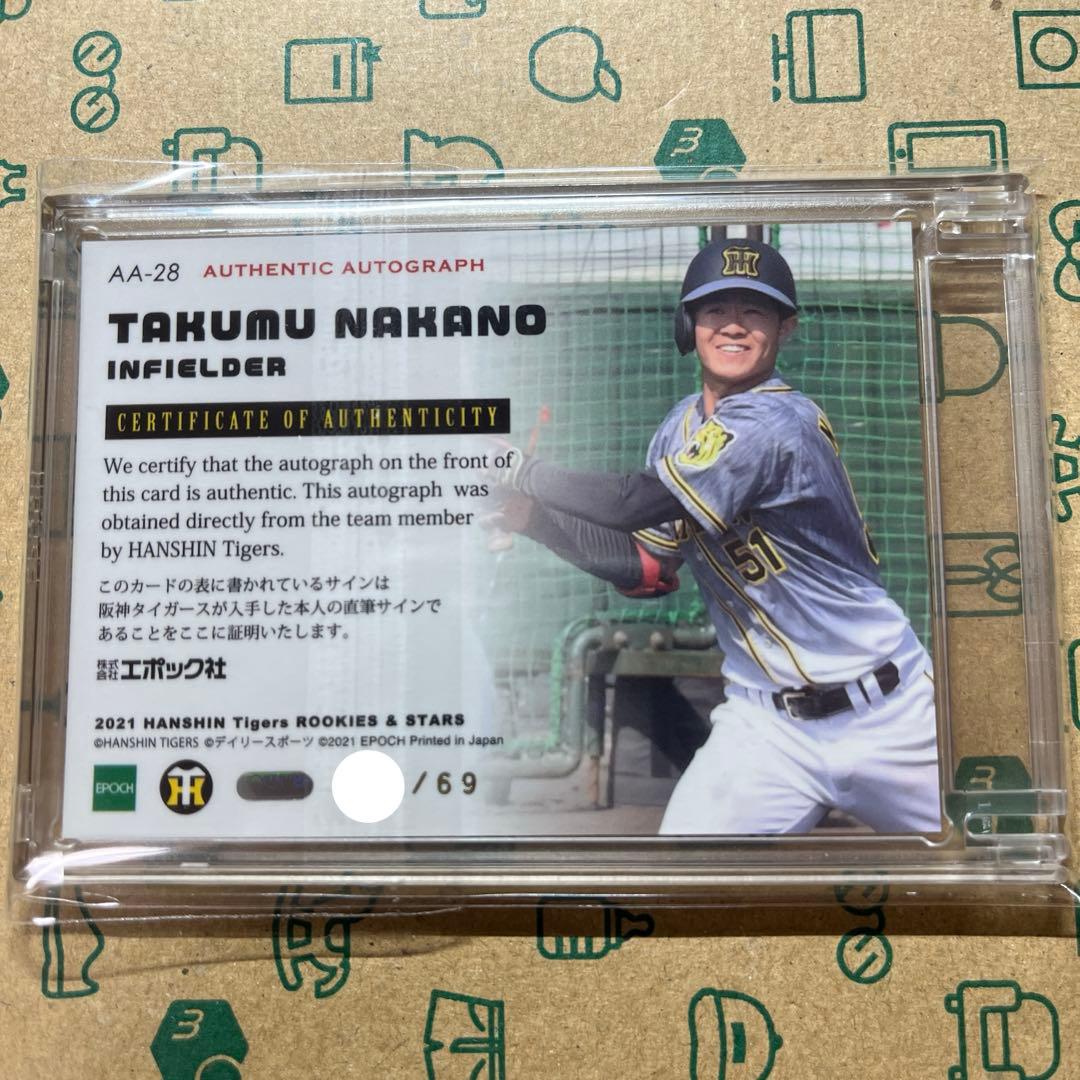 AA-28 AUTHENTIC AUTOGRAPH
TAKUMU NAKANO
INFIELDER
CERTIFICATE OF AUTHENTICITY
We certify that the autograph on the front of
this card is authentic. This autograph was
obtained directly from the team member
by HANSHIN Tigers.
このカードの表に書かれているサインは
阪神タイガースが入手した本人の直筆サインで
あることをここに証明いたします。
株式会社エポック社
2021 HANSHIN Tigers ROOKIES & STARS
©HANSHIN TIGERS ©デイリースポーツ ©2021 EPOCH Printed in Japan
EPOCH
/69
51